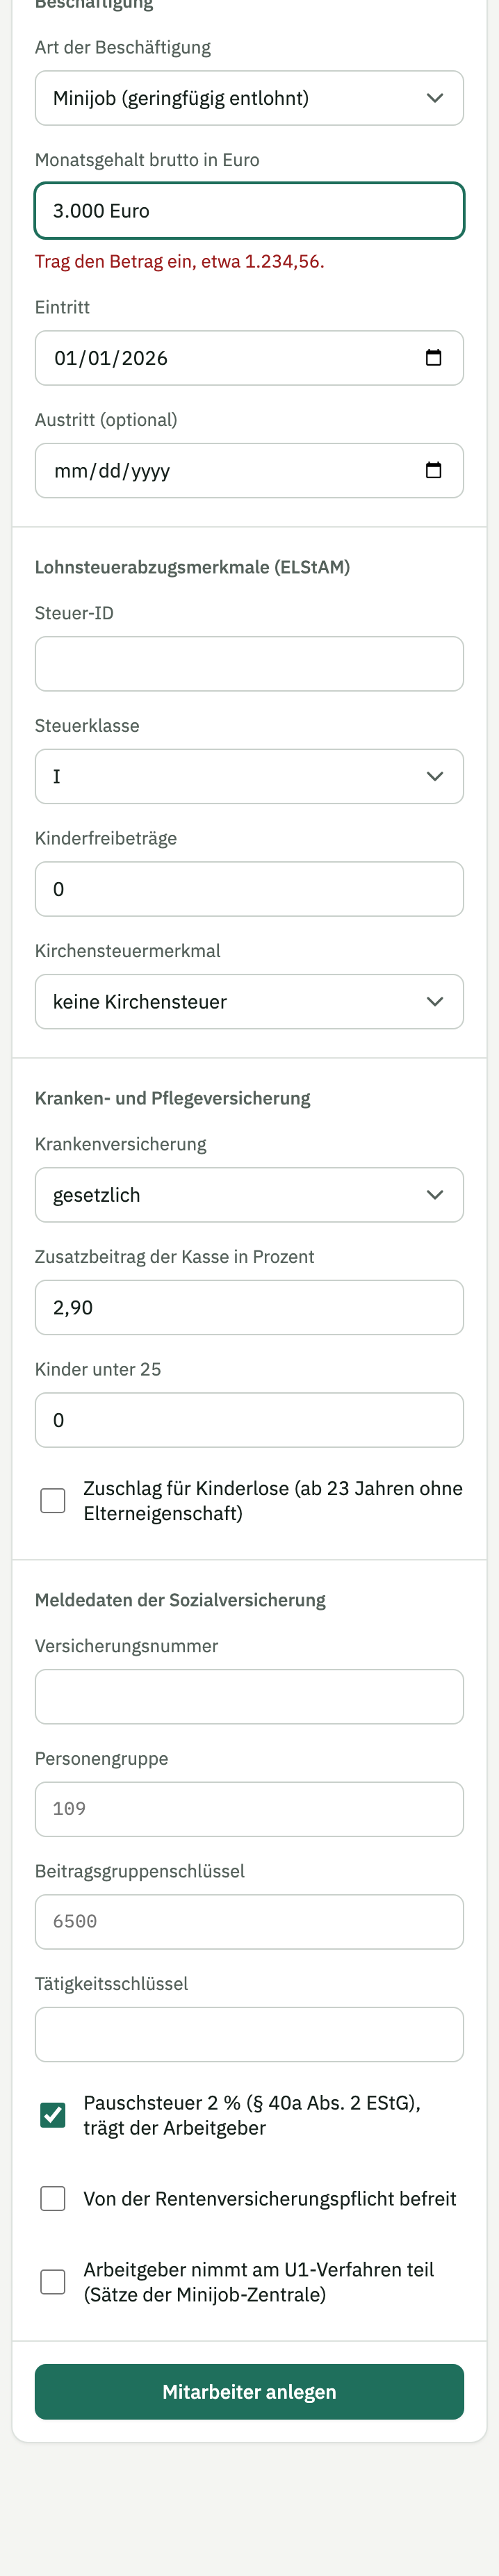 Beschäftigung
Art der Beschäftigung
Minijob (geringfügig entlohnt)
Monatsgehalt brutto in Euro
3.000 Euro
Trag den Betrag ein, etwa 1.234,56.
Eintritt
01/01/2026
Austritt (optional)
mm/dd/yyyy
Lohnsteuerabzugsmerkmale (ELStAM)
Steuer-ID
Steuerklasse
I
Kinderfreibeträge
0
Kirchensteuermerkmal
keine Kirchensteuer
Kranken- und Pflegeversicherung
Krankenversicherung
gesetzlich
Zusatzbeitrag der Kasse in Prozent
2,90
Kinder unter 25
0
Zuschlag für Kinderlose (ab 23 Jahren ohne
Elterneigenschaft)
Meldedaten der Sozialversicherung
Versicherungsnummer
Personengruppe
109
Beitragsgruppenschlüssel
6500
Tätigkeitsschlüssel
Pauschsteuer 2 % (§ 40a Abs. 2 EStG),
trägt der Arbeitgeber
Von der Rentenversicherungspflicht befreit
Arbeitgeber nimmt am U1-Verfahren teil
(Sätze der Minijob-Zentrale)
Mitarbeiter anlegen